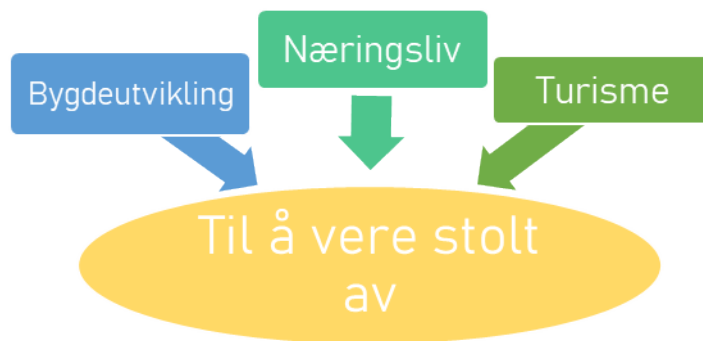 Bygdeutvikling
Næringsliv
Turisme
Til å vere stolt
av